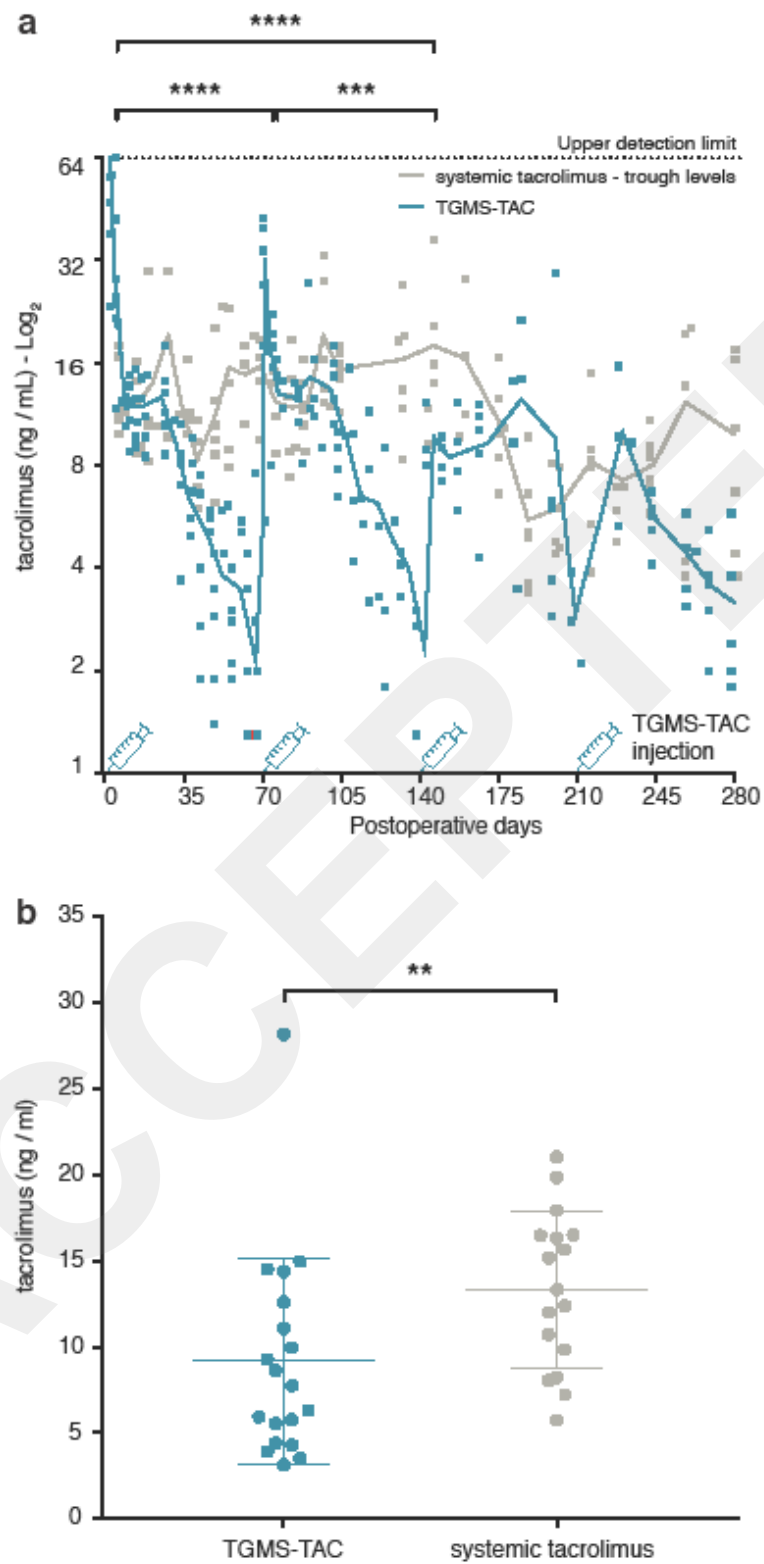 a
****
**** ***
Upper detection limit
64
systemic tacrolimus - trough levels
TGMS-TAC
32
16
8
4
2
1
tacrolimus (ng / mL) - Log2
TGMS-TAC
injection
0 35 70 105 140 175 210 245 280
Postoperative days
b
35
**
30
25
20
15
10
5
0
tacrolimus (ng / ml)
TGMS-TAC systemic tacrolimus
ACCEPTE